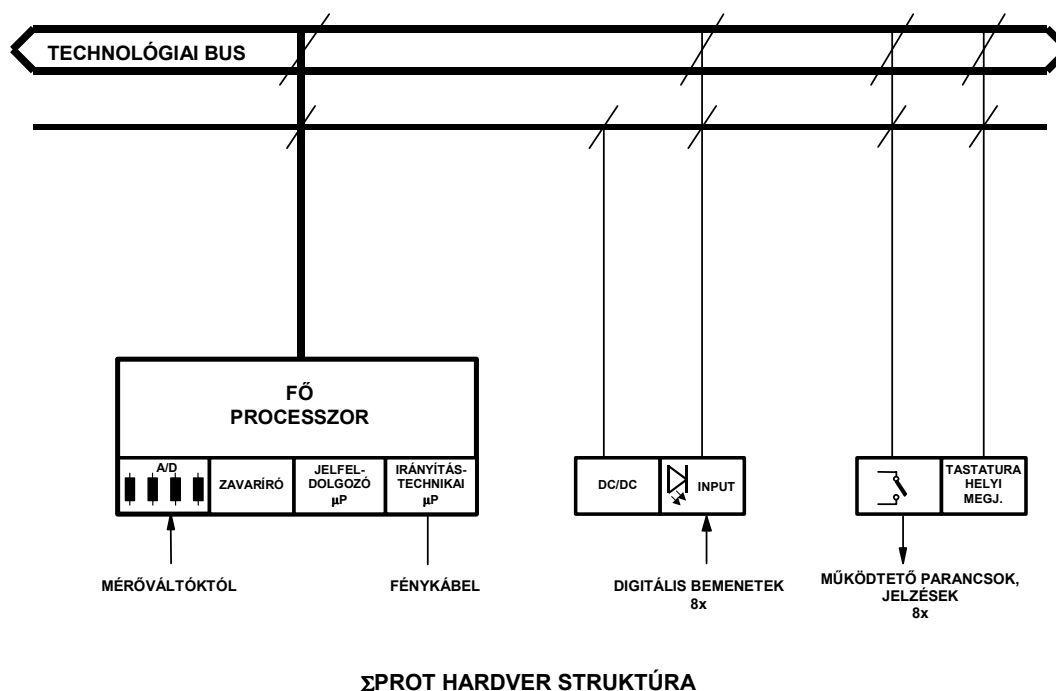 TECHNOLÓGIAI BUS
FŐ
PROCESSZOR
A/D
ZAVARÍRÓ
JELFEL-
DOLGOZÓ
µP
IRÁNYÍTÁS-
TECHNIKAI
µP
DC/DC
INPUT
TASTATURA
HELYI
MEGJ.
MÉRŐVÁLTÓKTÓL
FÉNYKÁBEL
DIGITÁLIS BEMENETEK
8x
MŰKÖDTETŐ PARANCSOK,
JELZÉSEK
8x
ΣPROT HARDVER STRUKTÚRA